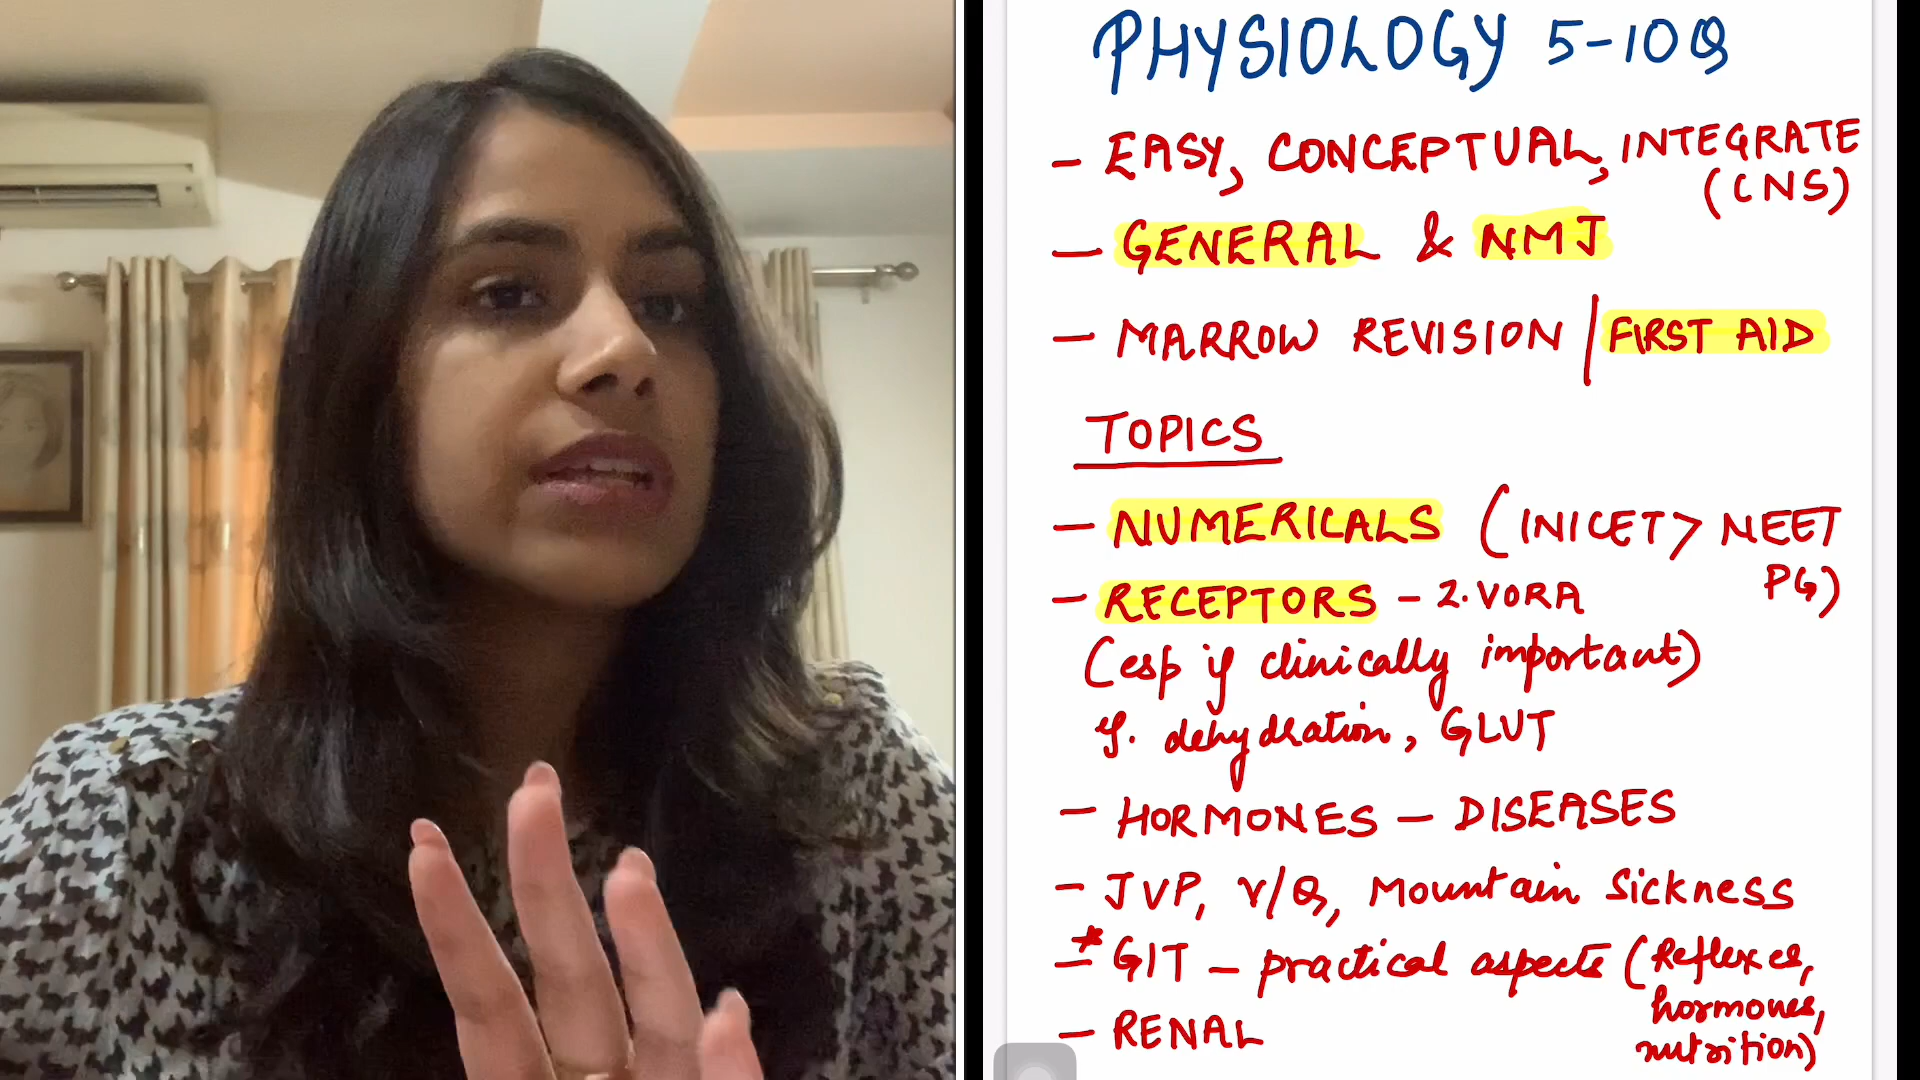 PHYSIOLOGY 5-10Q
- EASY, CONCEPTUAL, INTEGRATE
(CNS)
- GENERAL & NMJ
- MARROW REVISION / FIRST AID
TOPICS
- NUMERICALS (INICET > NEET
PG)
- RECEPTORS - Z.VORA
(esp if clinically important)
eg. dehydration, GLUT
- HORMONES - DISEASES
- JVP, V/Q, Mountain Sickness
*- GIT - practical aspects (Reflexes,
hormones,
nutrition)
- RENAL